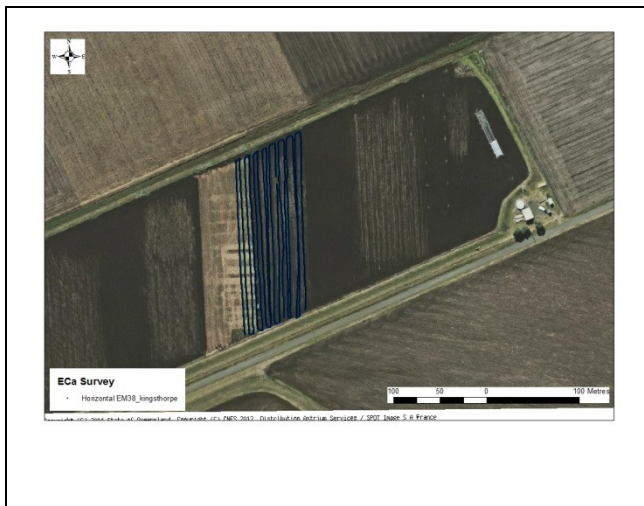 N
W E
S
ECa Survey
Horizontal EM38_kingsthorpe
100 50 0 100 Metres
Copyright (C) 2011 State of Queensland, Copyright (C) CNES 2012, Distribution Astrium Services / SPOT Image S A France